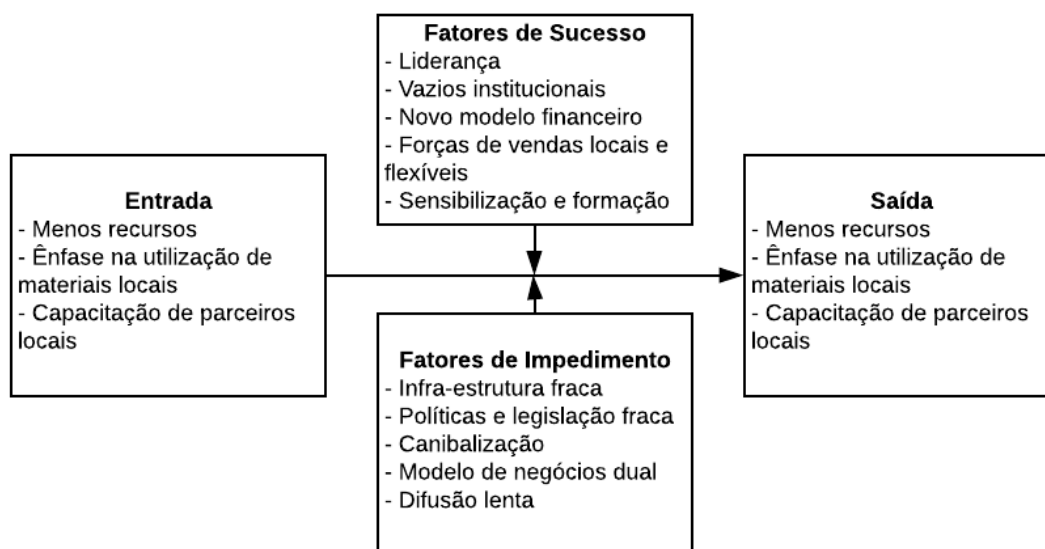 Fatores de Sucesso
- Liderança
- Vazios institucionais
- Novo modelo financeiro
- Forças de vendas locais e
flexíveis
- Sensibilização e formação
Entrada
- Menos recursos
- Ênfase na utilização de
materiais locais
- Capacitação de parceiros
locais
Saída
- Menos recursos
- Ênfase na utilização de
materiais locais
- Capacitação de parceiros
locais
Fatores de Impedimento
- Infra-estrutura fraca
- Políticas e legislação fraca
- Canibalização
- Modelo de negócios dual
- Difusão lenta